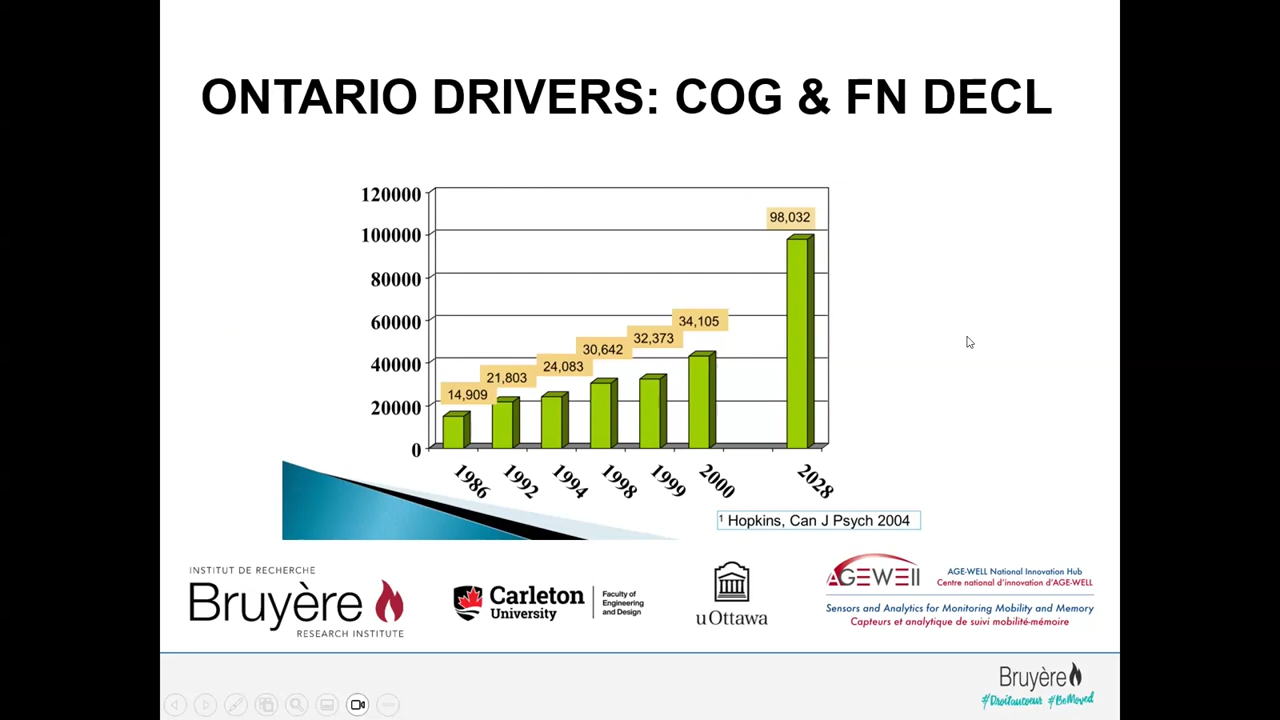 ONTARIO DRIVERS: COG & FN DECL
120000
100000
80000
60000
40000
20000
0
14,909
21,803
24,083
30,642
32,373
34,105
98,032
1986
1992
1994
1998
1999
2000
2028
¹ Hopkins, Can J Psych 2004
INSTITUT DE RECHERCHE
Bruyère
RESEARCH INSTITUTE
Carleton
University
Faculty of
Engineering
and Design
uOttawa
AGEWELL
AGE-WELL National Innovation Hub
Centre national d'innovation d'AGE-WELL
Sensors and Analytics for Monitoring Mobility and Memory
Capteurs et analytique de suivi mobilité-mémoire
Bruyère
#Droitaucoeur #BeMoved